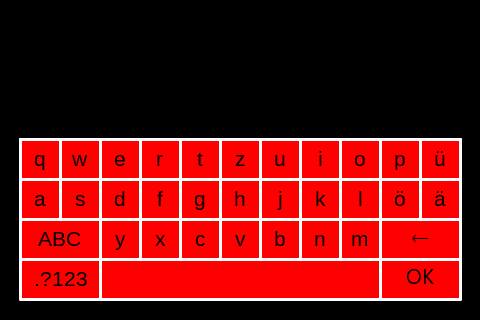 q w e r t z u i o p ü
a s d f g h j k l ö ä
ABC y x c v b n m ←
.?123 OK